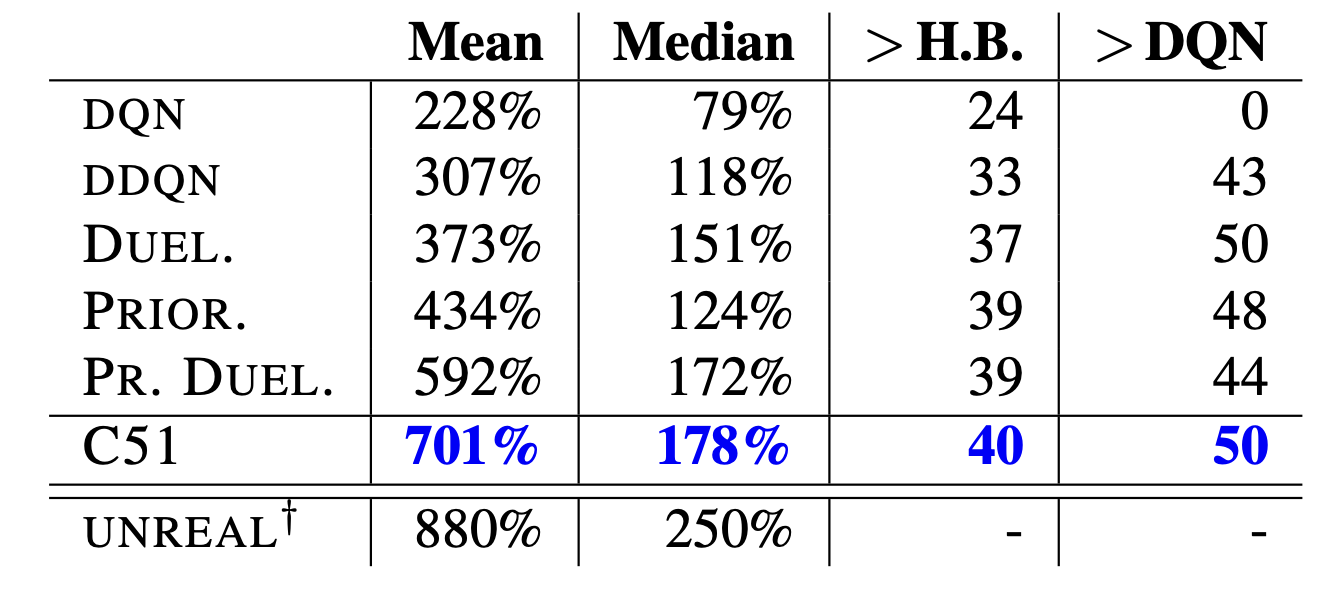 Mean Median > H.B. > DQN
DQN 228% 79% 24 0
DDQN 307% 118% 33 43
DUEL. 373% 151% 37 50
PRIOR. 434% 124% 39 48
PR. DUEL. 592% 172% 39 44
C51 701% 178% 40 50
UNREAL† 880% 250% - -